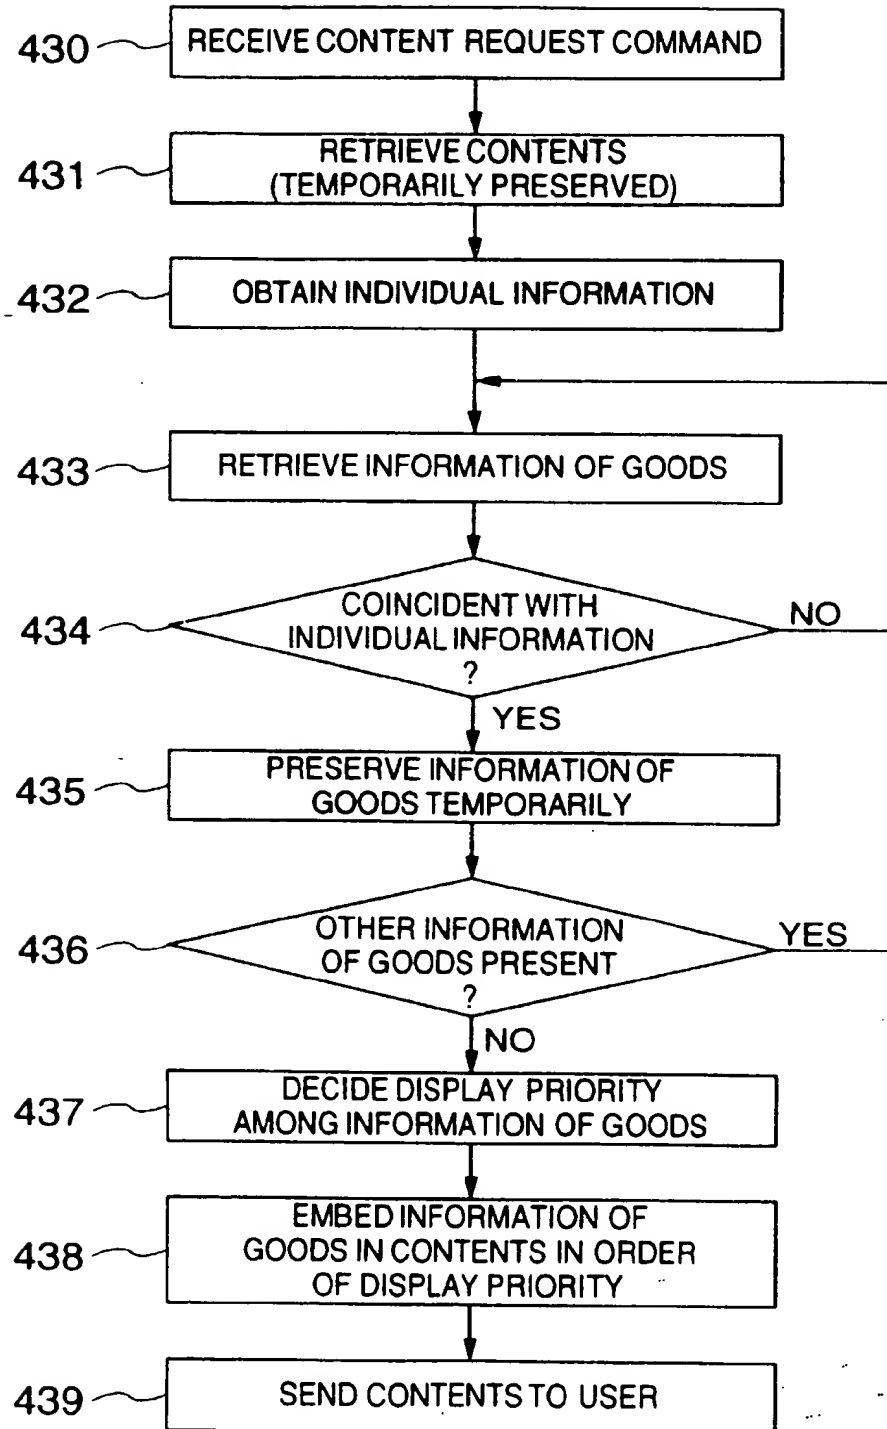 430
RECEIVE CONTENT REQUEST COMMAND
431
RETRIEVE CONTENTS
(TEMPORARILY PRESERVED)
432
OBTAIN INDIVIDUAL INFORMATION
433
RETRIEVE INFORMATION OF GOODS
434
COINCIDENT WITH
INDIVIDUAL INFORMATION
?
NO
YES
435
PRESERVE INFORMATION OF
GOODS TEMPORARILY
436
OTHER INFORMATION
OF GOODS PRESENT
?
YES
NO
437
DECIDE DISPLAY PRIORITY
AMONG INFORMATION OF GOODS
438
EMBED INFORMATION OF
GOODS IN CONTENTS IN ORDER
OF DISPLAY PRIORITY
439
SEND CONTENTS TO USER